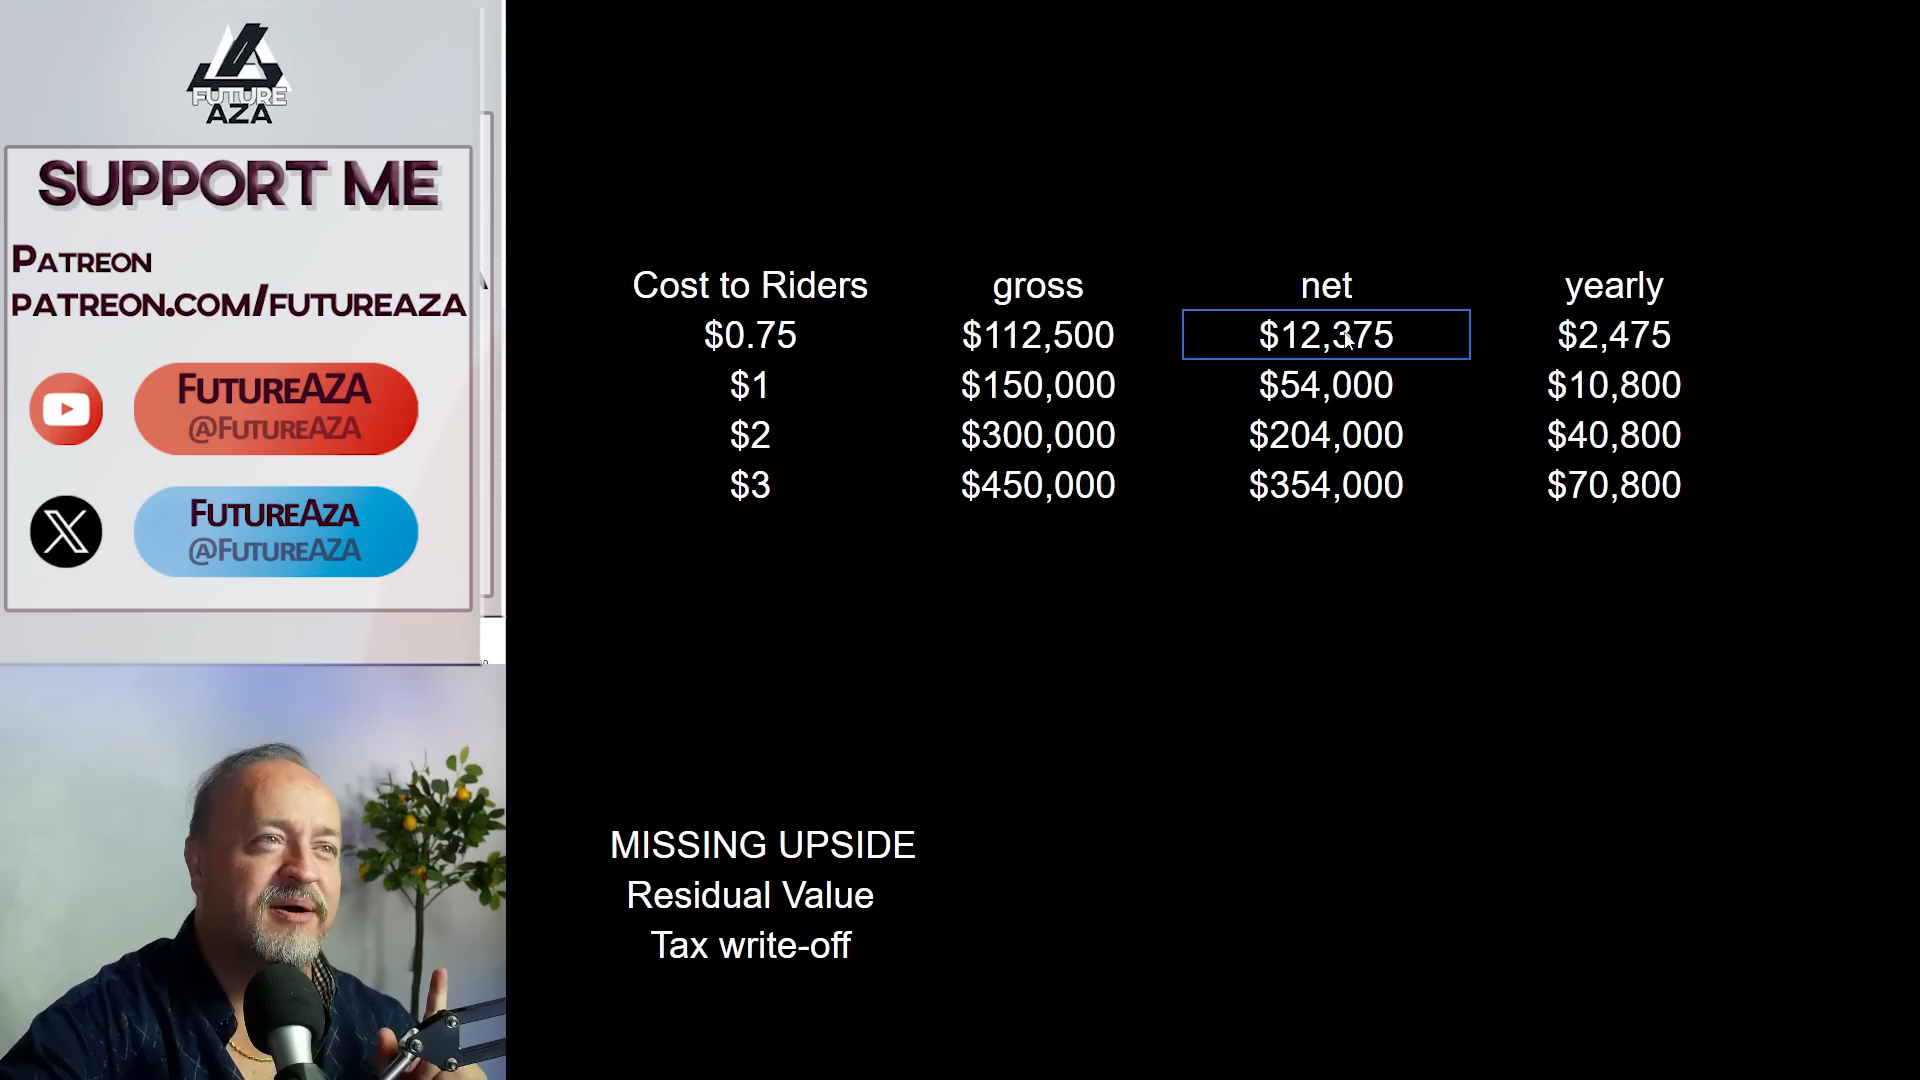 FUTURE
AZA
SUPPORT ME
PATREON
PATREON.COM/FUTUREAZA
FUTUREAZA
@FUTUREAZA
FUTUREAZA
@FUTUREAZA
Cost to Riders gross net yearly
$0.75 $112,500 $12,375 $2,475
$1 $150,000 $54,000 $10,800
$2 $300,000 $204,000 $40,800
$3 $450,000 $354,000 $70,800
MISSING UPSIDE
Residual Value
Tax write-off